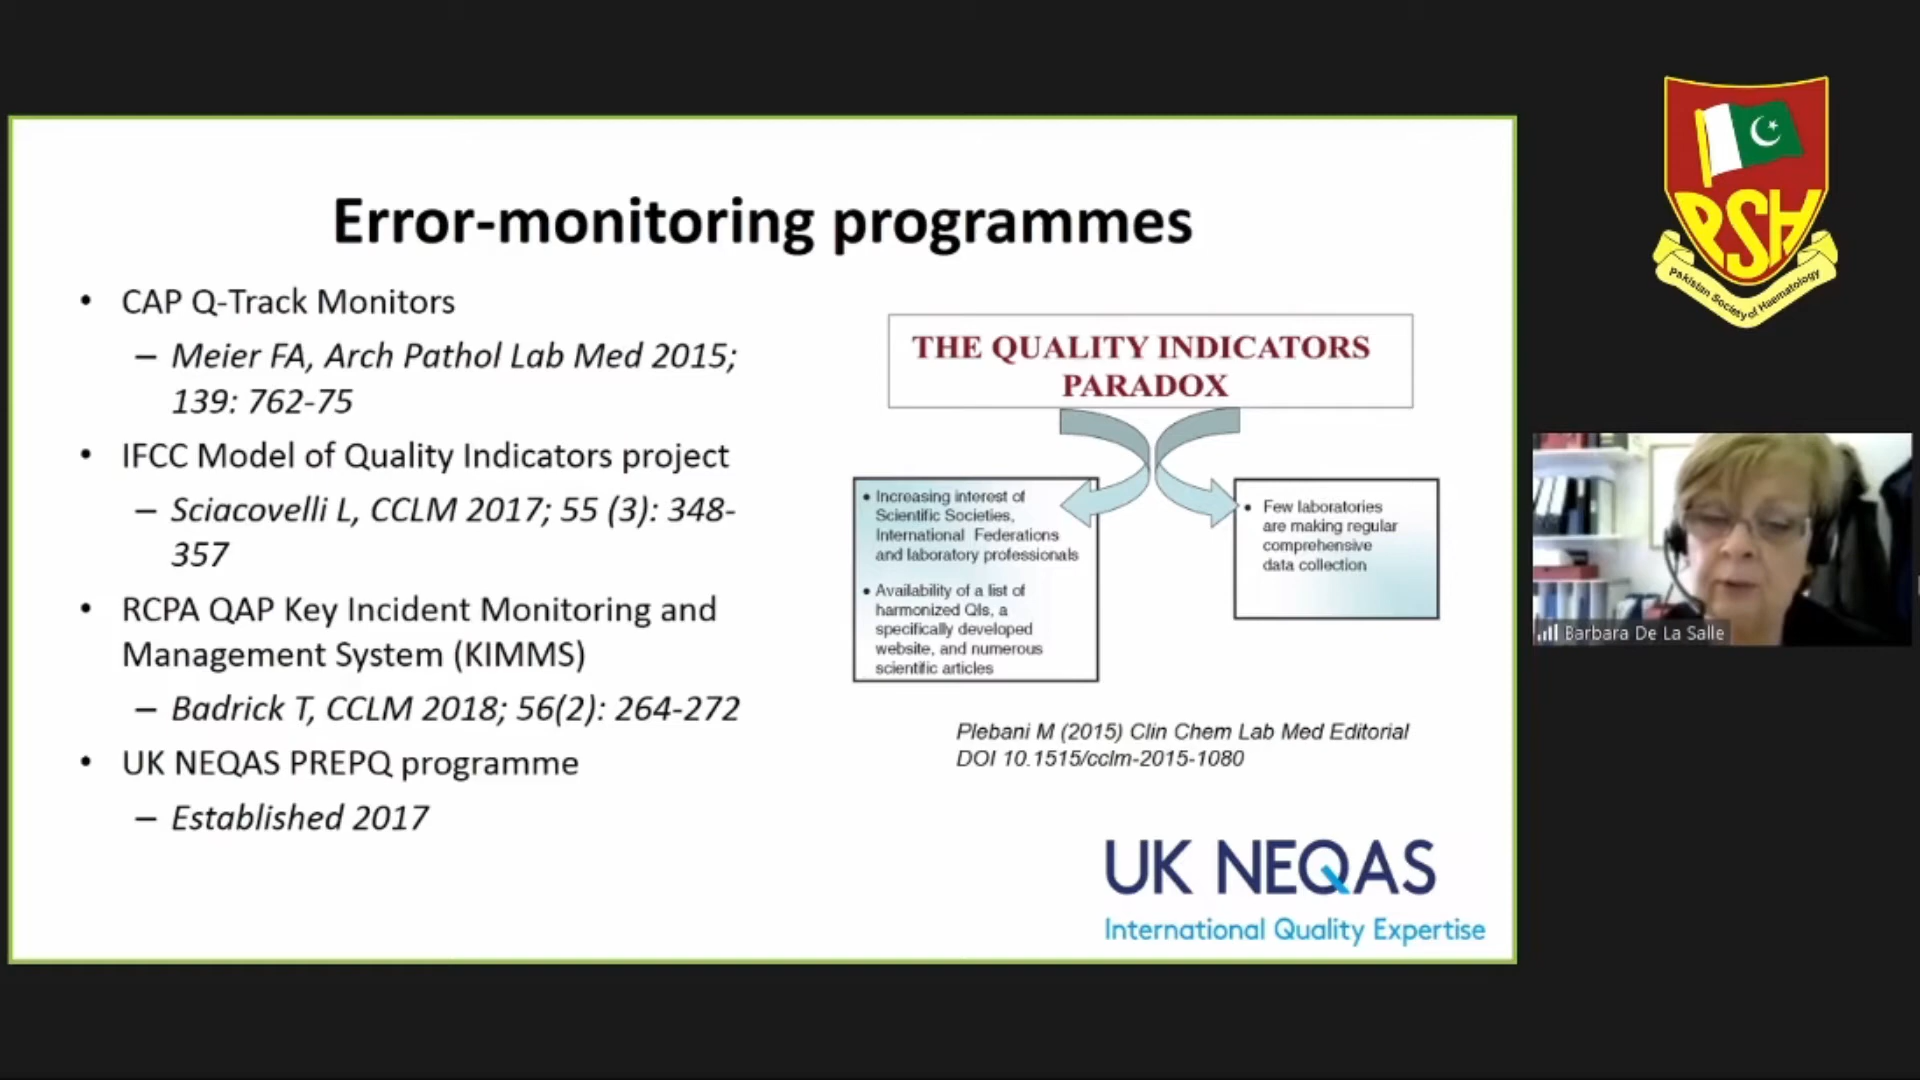 Error-monitoring programmes
• CAP Q-Track Monitors
– Meier FA, Arch Pathol Lab Med 2015;
139: 762-75
• IFCC Model of Quality Indicators project
– Sciacovelli L, CCLM 2017; 55 (3): 348-
357
• RCPA QAP Key Incident Monitoring and
Management System (KIMMS)
– Badrick T, CCLM 2018; 56(2): 264-272
• UK NEQAS PREPQ programme
– Established 2017
THE QUALITY INDICATORS
PARADOX
• Increasing interest of
Scientific Societies,
International Federations
and laboratory professionals
• Availability of a list of
harmonized QIs, a
specifically developed
website, and numerous
scientific articles
• Few laboratories
are making regular
comprehensive
data collection
Plebani M (2015) Clin Chem Lab Med Editorial
DOI 10.1515/cclm-2015-1080
UK NEQAS
International Quality Expertise
PSH
Pakistan Society of Haematology
Barbara De La Salle